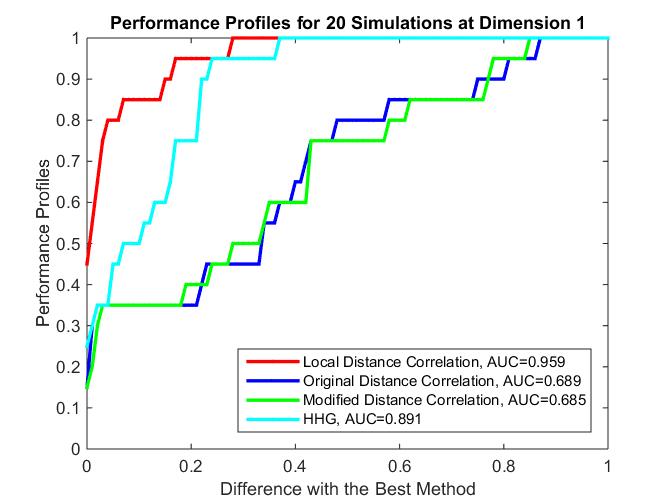 Performance Profiles for 20 Simulations at Dimension 1
Performance Profiles
1
0.9
0.8
0.7
0.6
0.5
0.4
0.3
0.2
0.1
0
Local Distance Correlation, AUC=0.959
Original Distance Correlation, AUC=0.689
Modified Distance Correlation, AUC=0.685
HHG, AUC=0.891
0 0.2 0.4 0.6 0.8 1
Difference with the Best Method